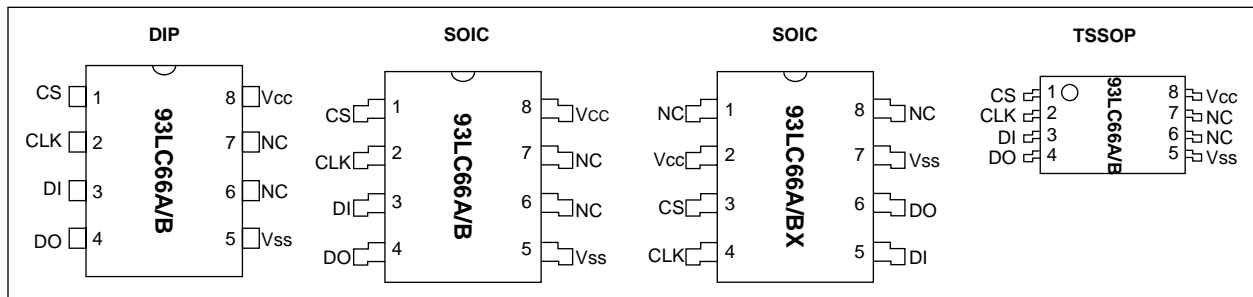 DIP
CS 1 8 Vcc
CLK 2 7 NC
DI 3 6 NC
DO 4 5 Vss
93LC66A/B
SOIC
CS 1 8 Vcc
CLK 2 7 NC
DI 3 6 NC
DO 4 5 Vss
93LC66A/B
SOIC
NC 1 8 NC
Vcc 2 7 Vss
CS 3 6 DO
CLK 4 5 DI
93LC66A/BX
TSSOP
CS 1 8 Vcc
CLK 2 7 NC
DI 3 6 NC
DO 4 5 Vss
93LC66A/B